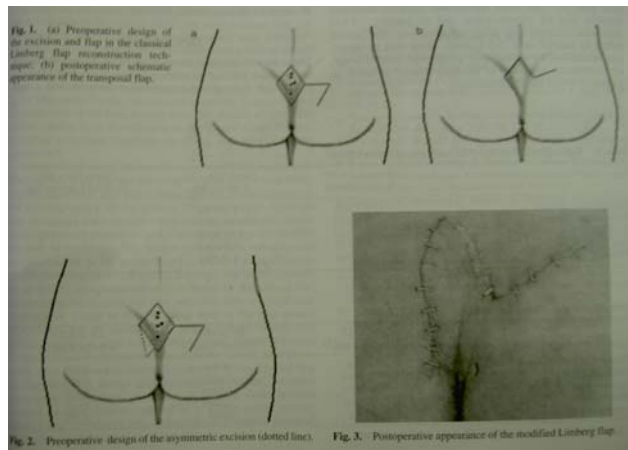 Fig. 1. (a) Preoperative design of
the excision and flap in the classical
Limberg flap reconstruction tech-
nique; (b) postoperative schematic
appearance of the transposal flap.
a
b
Fig. 2. Preoperative design of the asymmetric excision (dotted line).
Fig. 3. Postoperative appearance of the modified Limberg flap.